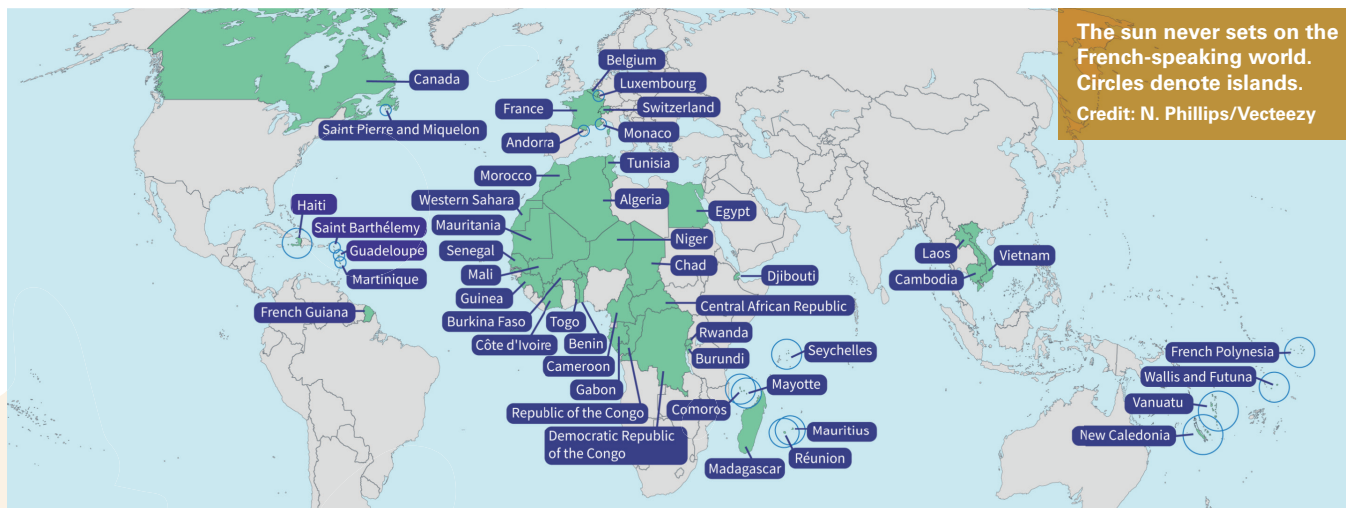 The sun never sets on the
French-speaking world.
Circles denote islands.
Credit: N. Phillips/Vecteezy
Canada
Saint Pierre and Miquelon
Belgium
Luxembourg
France
Switzerland
Andorra
Monaco
Tunisia
Morocco
Western Sahara
Algeria
Egypt
Haiti
Saint Barthélemy
Guadeloupe
Martinique
French Guiana
Mauritania
Niger
Senegal
Chad
Mali
Djibouti
Guinea
Central African Republic
Burkina Faso
Togo
Côte d'Ivoire
Benin
Cameroon
Rwanda
Burundi
Gabon
Republic of the Congo
Democratic Republic
of the Congo
Seychelles
Comoros
Mayotte
Mauritius
Réunion
Madagascar
Laos
Vietnam
Cambodia
French Polynesia
Wallis and Futuna
Vanuatu
New Caledonia